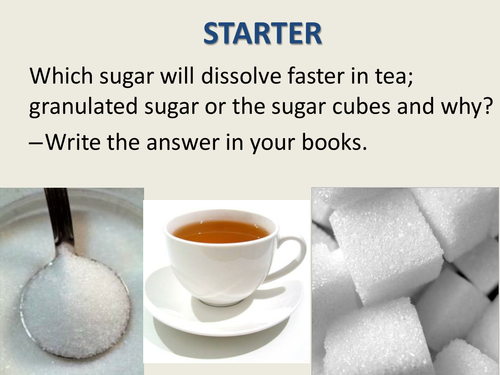 STARTER
Which sugar will dissolve faster in tea;
granulated sugar or the sugar cubes and why?
–Write the answer in your books.